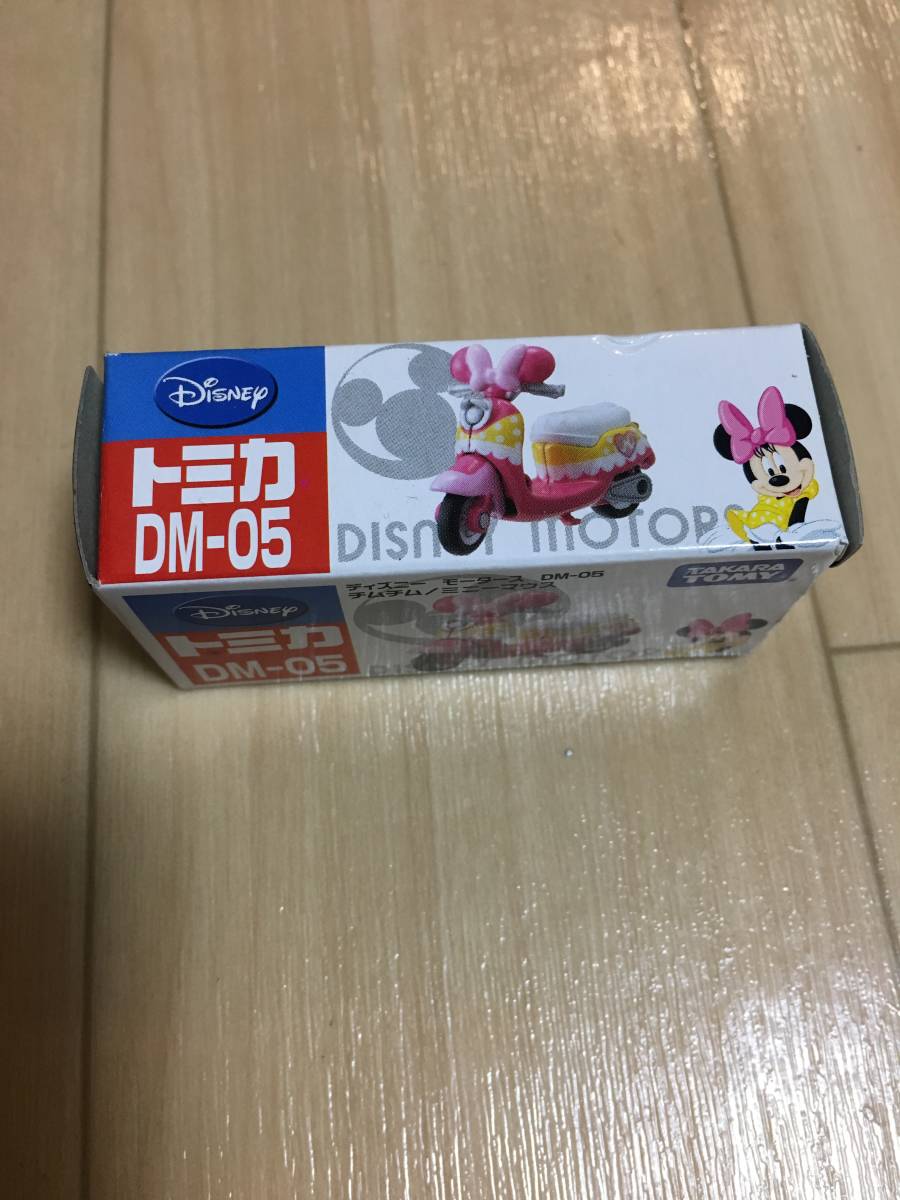 Disney
トミカ
DM-05
DISNEY MOTORS
ディズニー モータース DM-05
チムチム/ミニーマウス
TAKARA TOMY
Disney
トミカ
DM-05